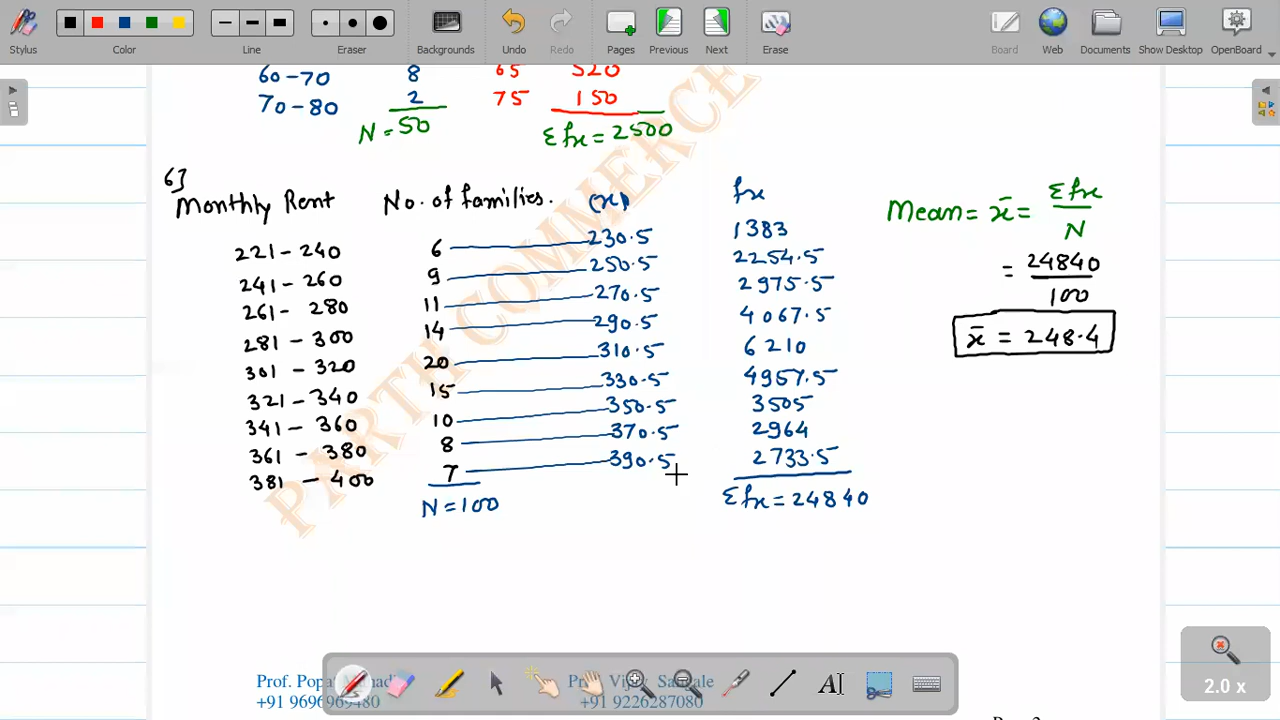 Stylus Color Line Eraser Backgrounds Undo Redo Pages Previous Next Erase Board Web Documents Show Desktop OpenBoard
60-70 8 65 520
70-80 2 75 150
N = 50 Σfx = 2500
6]
Monthly Rent No. of families. (x) fx
221-240 6 230.5 1383
241-260 9 250.5 2254.5
261-280 11 270.5 2975.5
281-300 14 290.5 4067.5
301-320 20 310.5 6210
321-340 15 330.5 4957.5
341-360 10 350.5 3505
361-380 8 370.5 2964
381-400 7 390.5 2733.5
N = 100 Σfx = 24840
Mean = x̄ = Σfx / N
= 24840 / 100
x̄ = 248.4
PARTH COMMERCE
Prof.
+91 9696969480 +91 9226287080
2.0 x